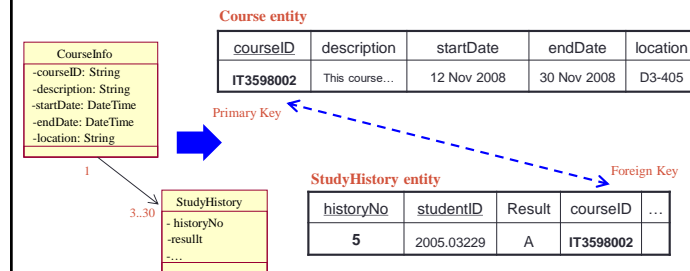 Course entity
courseID description startDate endDate location
IT3598002 This course… 12 Nov 2008 30 Nov 2008 D3-405
CourseInfo
-courseID: String
-description: String
-startDate: DateTime
-endDate: DateTime
-location: String
Primary Key
Foreign Key
1
3..30
StudyHistory
- historyNo
-resullt
-…
StudyHistory entity
historyNo studentID Result courseID …
5 2005.03229 A IT3598002